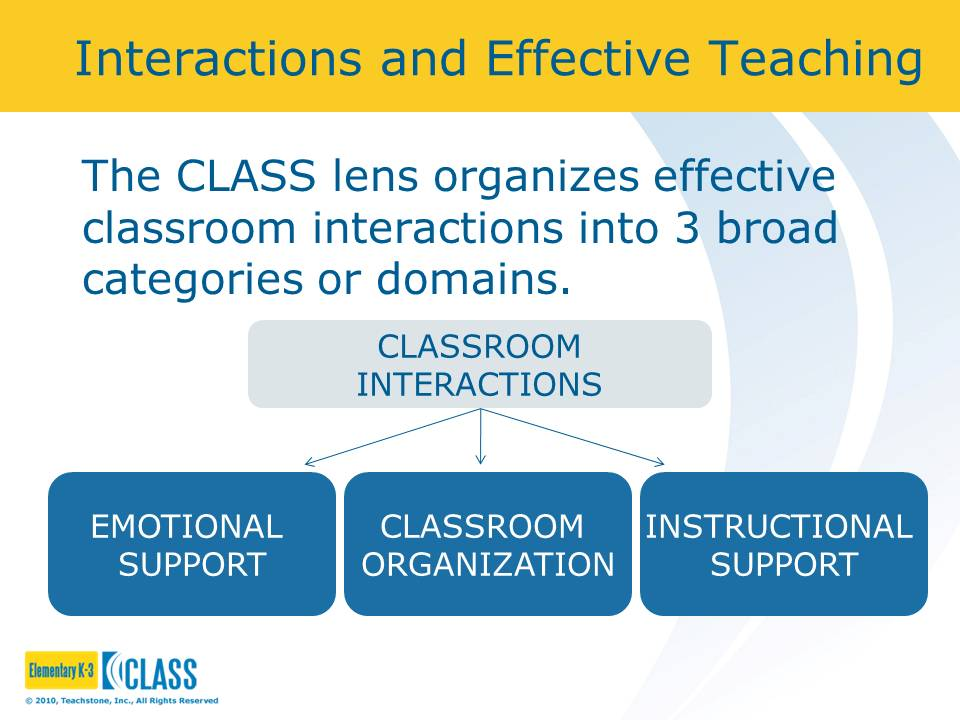 Interactions and Effective Teaching
The CLASS lens organizes effective
classroom interactions into 3 broad
categories or domains.
CLASSROOM
INTERACTIONS
EMOTIONAL
SUPPORT
CLASSROOM
ORGANIZATION
INSTRUCTIONAL
SUPPORT
Elementary K-3 CLASS
© 2010, Teachstone, Inc., All Rights Reserved